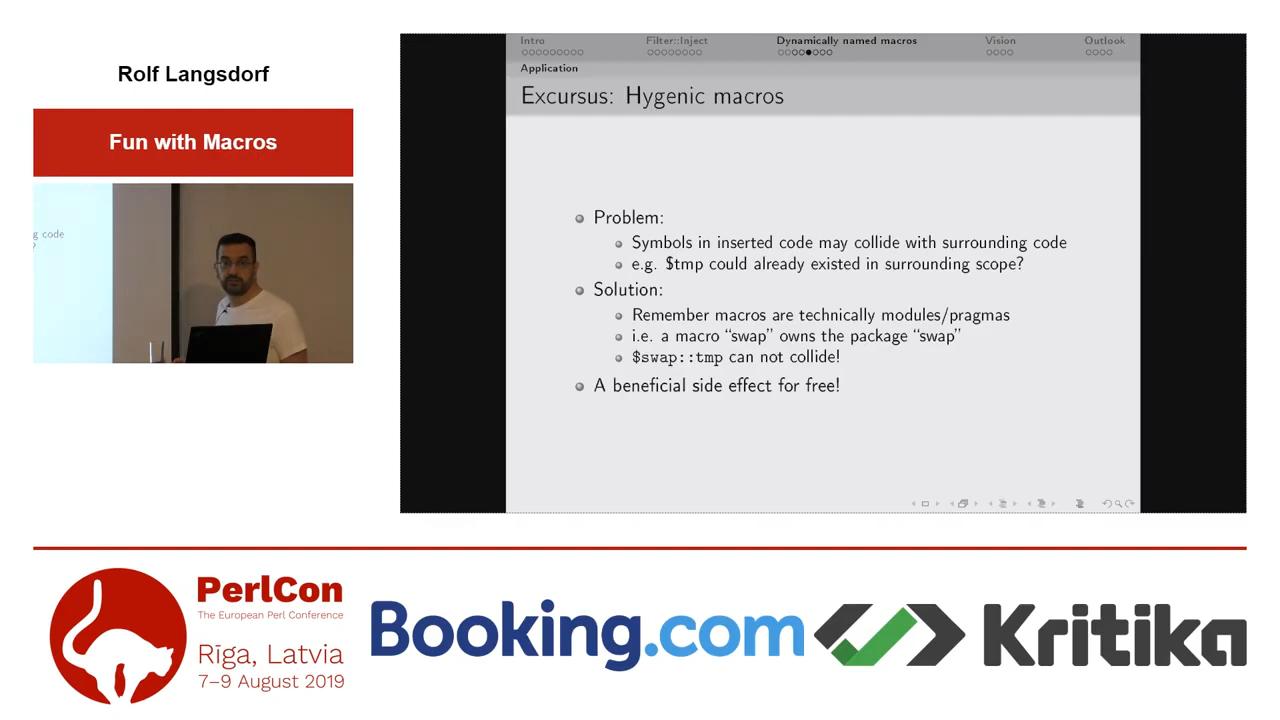 Rolf Langsdorf
Fun with Macros
g code
?
Intro
Filter::Inject
Dynamically named macros
Vision
Outlook
Application
Excursus: Hygenic macros
Problem:
Symbols in inserted code may collide with surrounding code
e.g. $tmp could already existed in surrounding scope?
Solution:
Remember macros are technically modules/pragmas
i.e. a macro “swap” owns the package “swap”
$swap::tmp can not collide!
A beneficial side effect for free!
PerlCon
The European Perl Conference
Rīga, Latvia
7–9 August 2019
Booking.com
Kritika